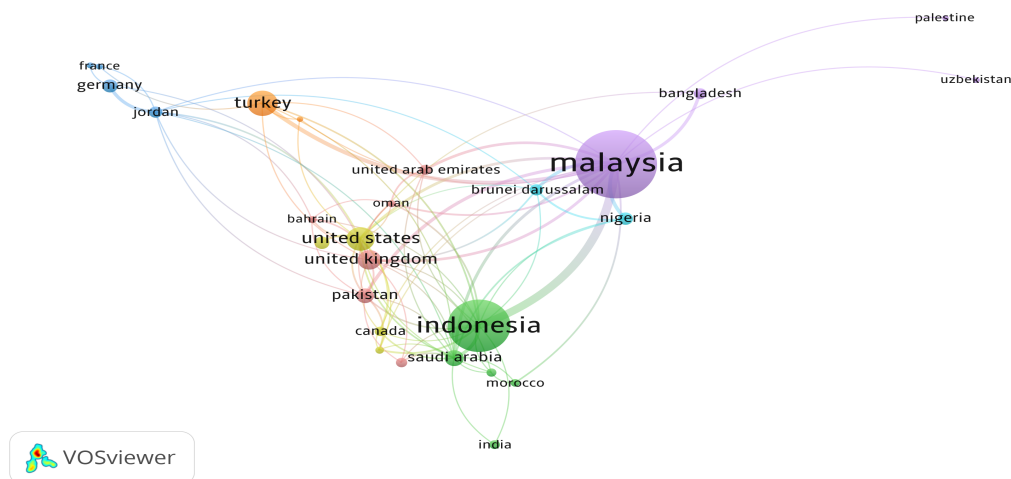 palestine
france
uzbekistan
germany
bangladesh
turkey
jordan
malaysia
united arab emirates
brunei darussalam
oman
bahrain
nigeria
united states
united kingdom
pakistan
indonesia
canada
saudi arabia
morocco
india
VOSviewer